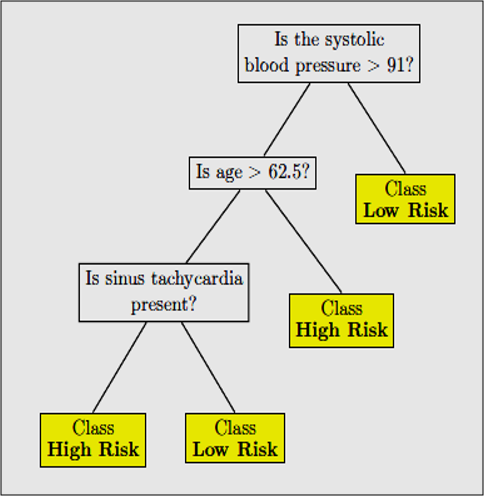 Is the systolic
blood pressure > 91?
Is age > 62.5?
Class
Low Risk
Is sinus tachycardia
present?
Class
High Risk
Class
High Risk
Class
Low Risk